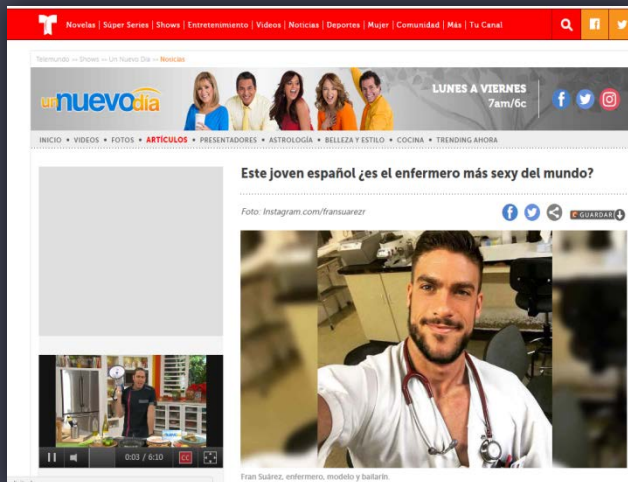 Novelas | Súper Series | Shows | Entretenimiento | Videos | Noticias | Deportes | Mujer | Comunidad | Más | Tu Canal
Telemundo >> Shows >> Un Nuevo Día >> Noticias
un nuevo día
LUNES A VIERNES
7am/6c
INICIO • VIDEOS • FOTOS • ARTÍCULOS • PRESENTADORES • ASTROLOGÍA • BELLEZA Y ESTILO • COCINA • TRENDING AHORA
Este joven español ¿es el enfermero más sexy del mundo?
Foto: Instagram.com/fransuarezr
GUARDAR
0:03 / 6:10
CC
Fran Suárez, enfermero, modelo y bailarín.